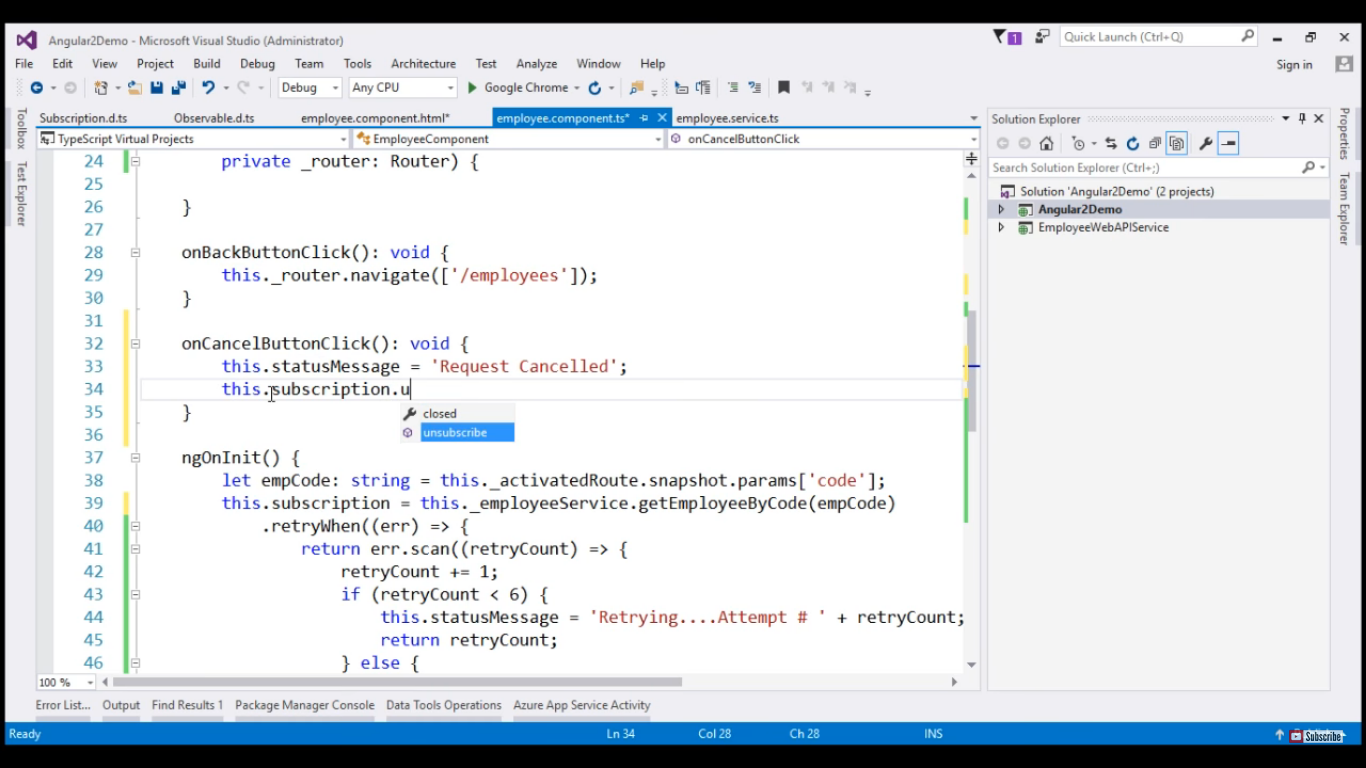 Angular2Demo - Microsoft Visual Studio (Administrator)
1
Quick Launch (Ctrl+Q)
File Edit View Project Build Debug Team Tools Architecture Test Analyze Window Help
Sign in
Debug Any CPU Google Chrome
Subscription.d.ts Observable.d.ts employee.component.html* employee.component.ts* employee.service.ts
TypeScript Virtual Projects EmployeeComponent onCancelButtonClick
Toolbox
Test Explorer
24 private _router: Router) {
25
26 }
27
28 onBackButtonClick(): void {
29 this._router.navigate(['/employees']);
30 }
31
32 onCancelButtonClick(): void {
33 this.statusMessage = 'Request Cancelled';
34 this.subscription.u
35 }
closed
unsubscribe
36
37 ngOnInit() {
38 let empCode: string = this._activatedRoute.snapshot.params['code'];
39 this.subscription = this._employeeService.getEmployeeByCode(empCode)
40 .retryWhen((err) => {
41 return err.scan((retryCount) => {
42 retryCount += 1;
43 if (retryCount < 6) {
44 this.statusMessage = 'Retrying....Attempt # ' + retryCount;
45 return retryCount;
46 } else {
100 %
Solution Explorer
Search Solution Explorer (Ctrl+;)
Solution 'Angular2Demo' (2 projects)
Angular2Demo
EmployeeWebAPIService
Properties
Team Explorer
Error List... Output Find Results 1 Package Manager Console Data Tools Operations Azure App Service Activity
Ready Ln 34 Col 28 Ch 28 INS
Subscribe